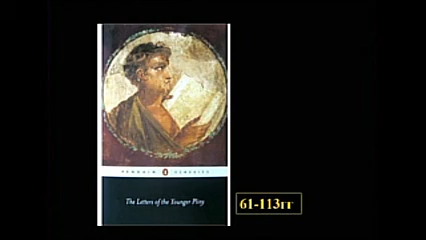 PENGUIN CLASSICS
The Letters of the Younger Pliny
61-113гг